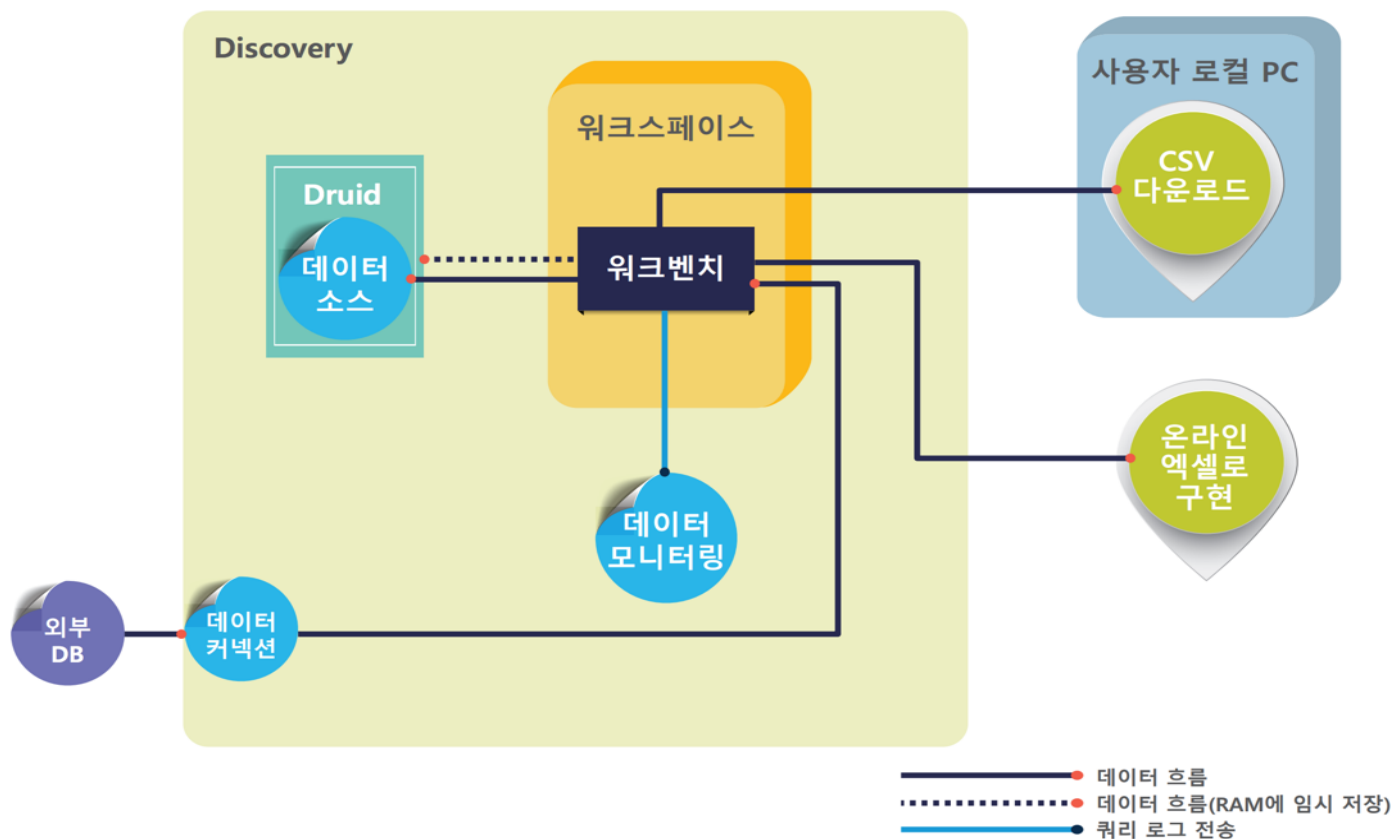 Discovery
사용자 로컬 PC
워크스페이스
CSV
다운로드
Druid
데이터
소스
워크벤치
온라인
엑셀로
구현
데이터
모니터링
외부
DB
데이터
커넥션
데이터 흐름
데이터 흐름(RAM에 임시 저장)
쿼리 로그 전송